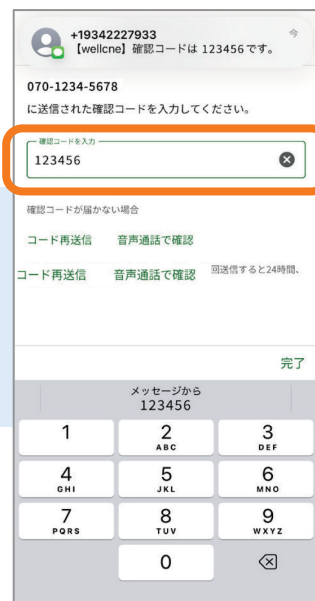 +19342227933 今
【wellcne】確認コードは 123456 です。
070-1234-5678
に送信された確認コードを入力してください。
確認コードを入力
123456
確認コードが届かない場合
コード再送信 音声通話で確認
コード再送信 音声通話で確認 回送信すると24時間、
完了
メッセージから
123456
1 2 3
ABC DEF
4 5 6
GHI JKL MNO
7 8 9
PQRS TUV WXYZ
0